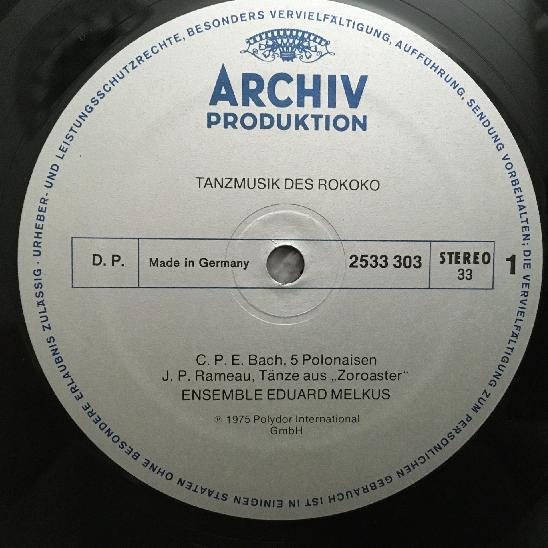 ARCHIV
PRODUKTION
TANZMUSIK DES ROKOKO
D. P.
Made in Germany
2533 303
STEREO
33
1
C. P. E. Bach, 5 Polonaisen
J. P. Rameau, Tänze aus „Zoroaster“
ENSEMBLE EDUARD MELKUS
℗ 1975 Polydor International
GmbH
URHEBER- UND LEISTUNGSSCHUTZRECHTE, BESONDERS VERVIELFÄLTIGUNG, AUFFÜHRUNG, SENDUNG VORBEHALTEN; DIE VERVIELFÄLTIGUNG ZUM PERSÖNLICHEN GEBRAUCH IST IN EINIGEN STAATEN OHNE BESONDERE ERLAUBNIS ZULÄSSIG ·